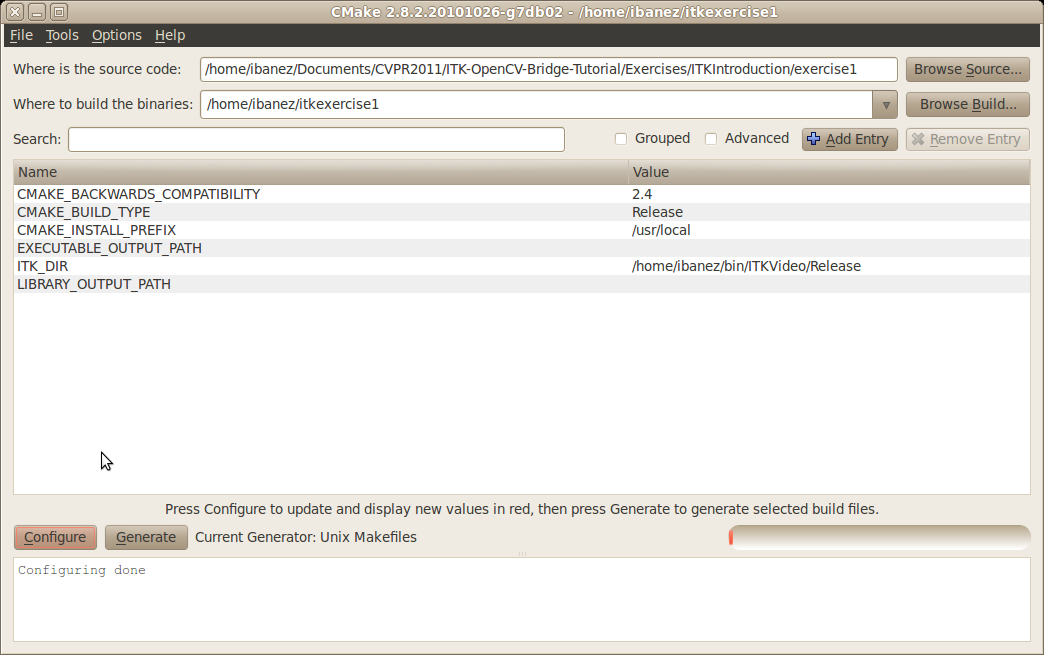 CMake 2.8.2.20101026-g7db02 - /home/ibanez/itkexercise1
File Tools Options Help
Where is the source code: /home/ibanez/Documents/CVPR2011/ITK-OpenCV-Bridge-Tutorial/Exercises/ITKIntroduction/exercise1 Browse Source...
Where to build the binaries: /home/ibanez/itkexercise1 Browse Build...
Search: Grouped Advanced Add Entry Remove Entry
Name Value
CMAKE_BACKWARDS_COMPATIBILITY 2.4
CMAKE_BUILD_TYPE Release
CMAKE_INSTALL_PREFIX /usr/local
EXECUTABLE_OUTPUT_PATH
ITK_DIR /home/ibanez/bin/ITKVideo/Release
LIBRARY_OUTPUT_PATH
Press Configure to update and display new values in red, then press Generate to generate selected build files.
Configure Generate Current Generator: Unix Makefiles
Configuring done